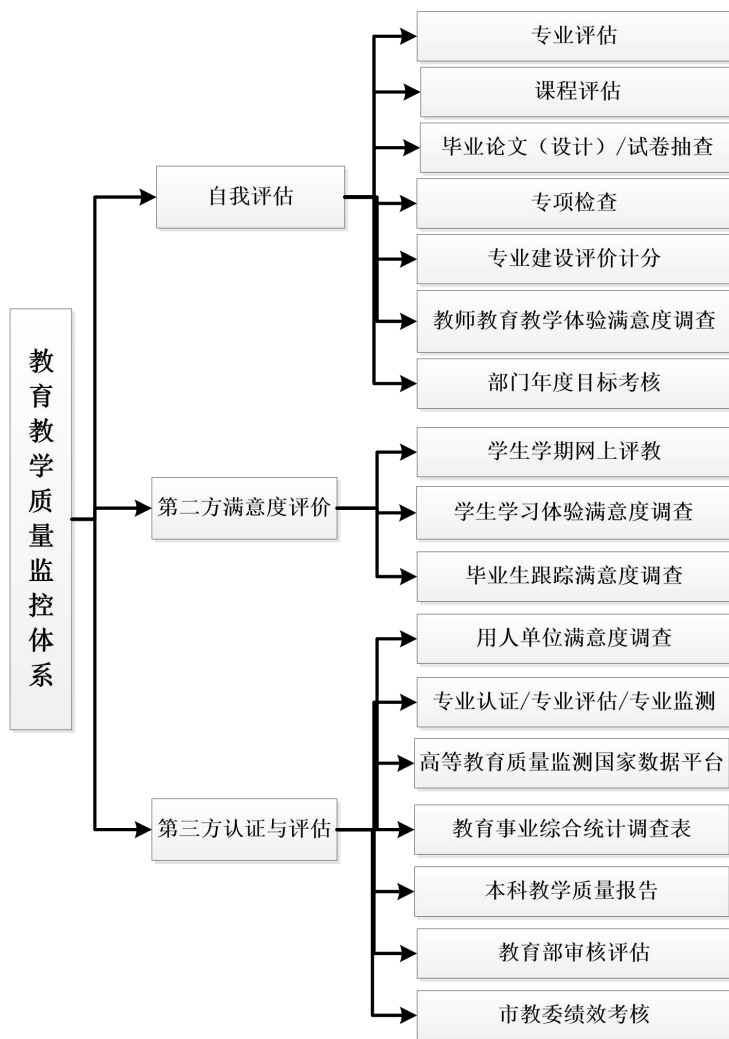 教育教学质量监控体系
自我评估
专业评估
课程评估
毕业论文（设计）/试卷抽查
专项检查
专业建设评价计分
教师教育教学体验满意度调查
部门年度目标考核
第二方满意度评价
学生学期网上评教
学生学习体验满意度调查
毕业生跟踪满意度调查
第三方认证与评估
用人单位满意度调查
专业认证/专业评估/专业监测
高等教育质量监测国家数据平台
教育事业综合统计调查表
本科教学质量报告
教育部审核评估
市教委绩效考核